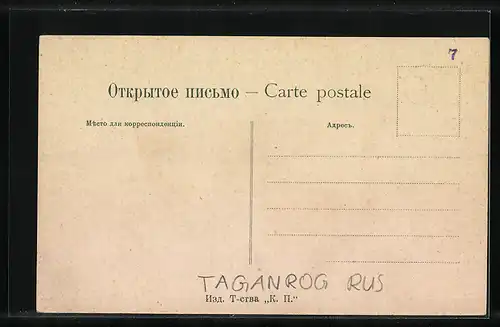 7
Открытое письмо — Carte postale
Мѣсто для корреспонденціи.
Адресъ.
TAGANROG RUS
Изд. Т-ства „К. П."